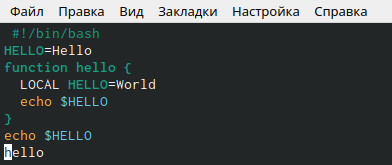 Файл Правка Вид Закладки Настройка Справка
#!/bin/bash
HELLO=Hello
function hello {
LOCAL HELLO=World
echo $HELLO
}
echo $HELLO
hello